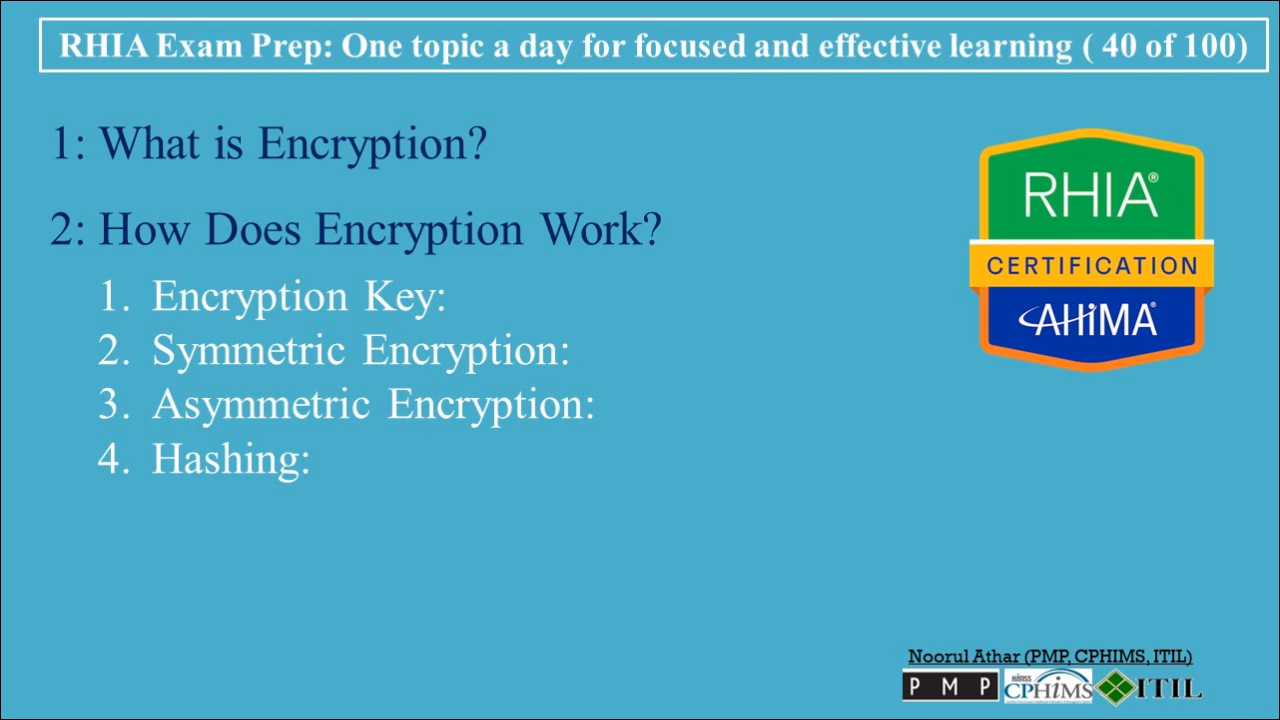 RHIA Exam Prep: One topic a day for focused and effective learning ( 40 of 100)
1: What is Encryption?
2: How Does Encryption Work?
1. Encryption Key:
2. Symmetric Encryption:
3. Asymmetric Encryption:
4. Hashing:
RHIA®
CERTIFICATION
AHiMA®
Noorul Athar (PMP, CPHIMS, ITIL)
PMP
himss
CPHiMS
ITIL